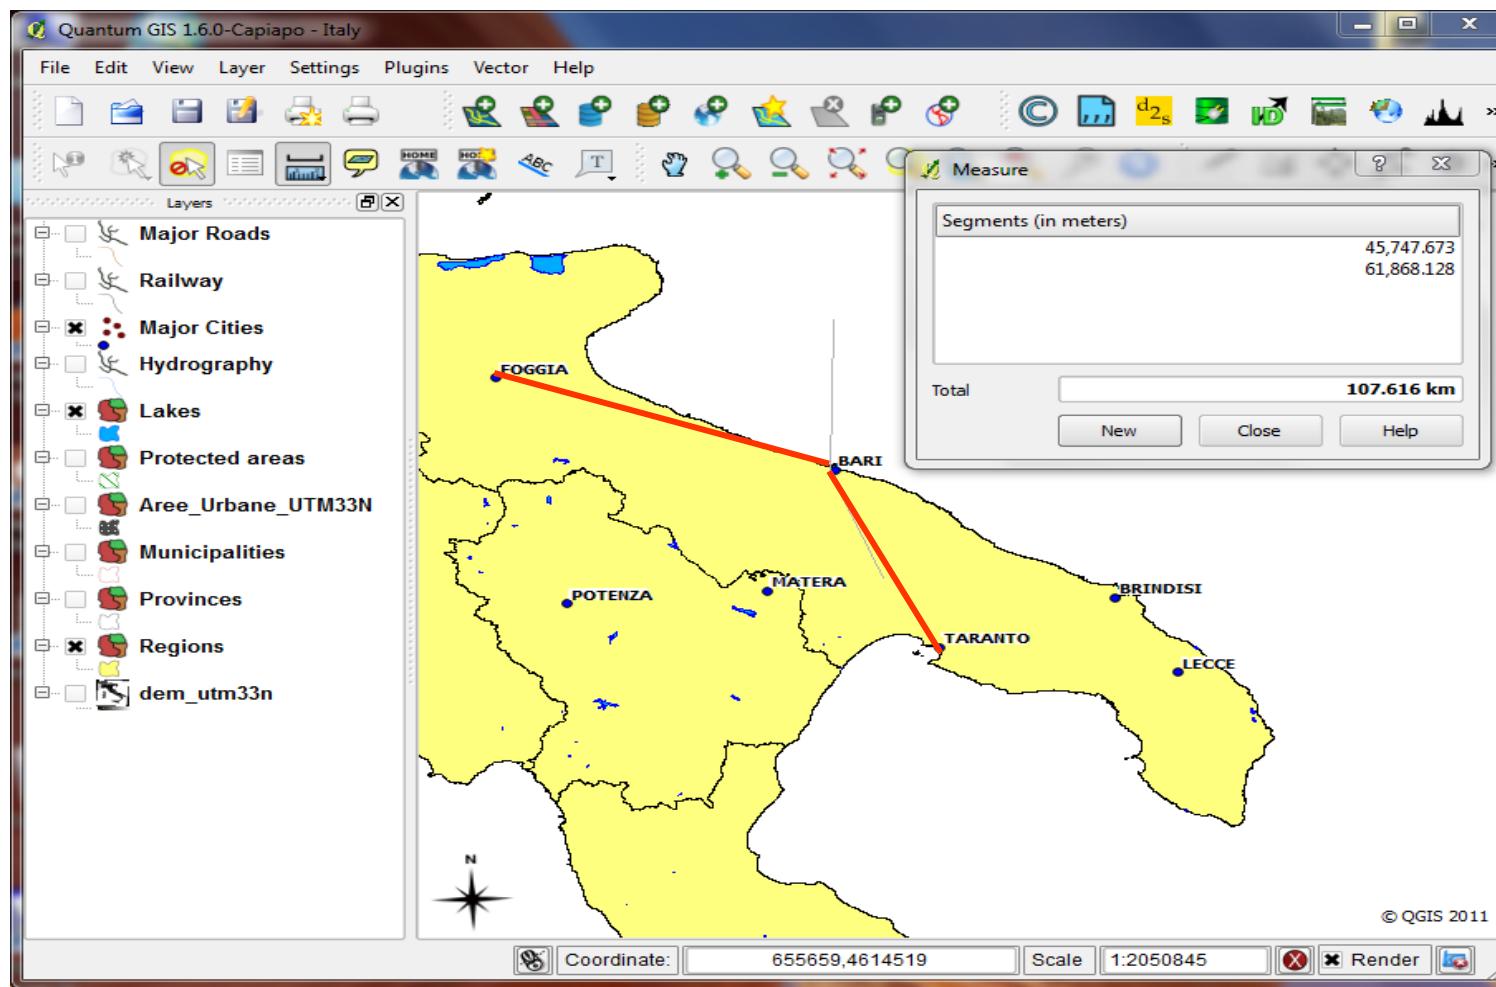 Quantum GIS 1.6.0-Capiapo - Italy
File Edit View Layer Settings Plugins Vector Help
d2s
HOME
ABC
T
Layers
Major Roads
Railway
Major Cities
Hydrography
Lakes
Protected areas
Aree_Urbane_UTM33N
Municipalities
Provinces
Regions
dem_utm33n
Measure
Segments (in meters)
45,747.673
61,868.128
Total 107.616 km
New Close Help
FOGGIA
BARI
MATERA
POTENZA
BRINDISI
TARANTO
LECCE
N
© QGIS 2011
Coordinate: 655659,4614519 Scale 1:2050845 Render